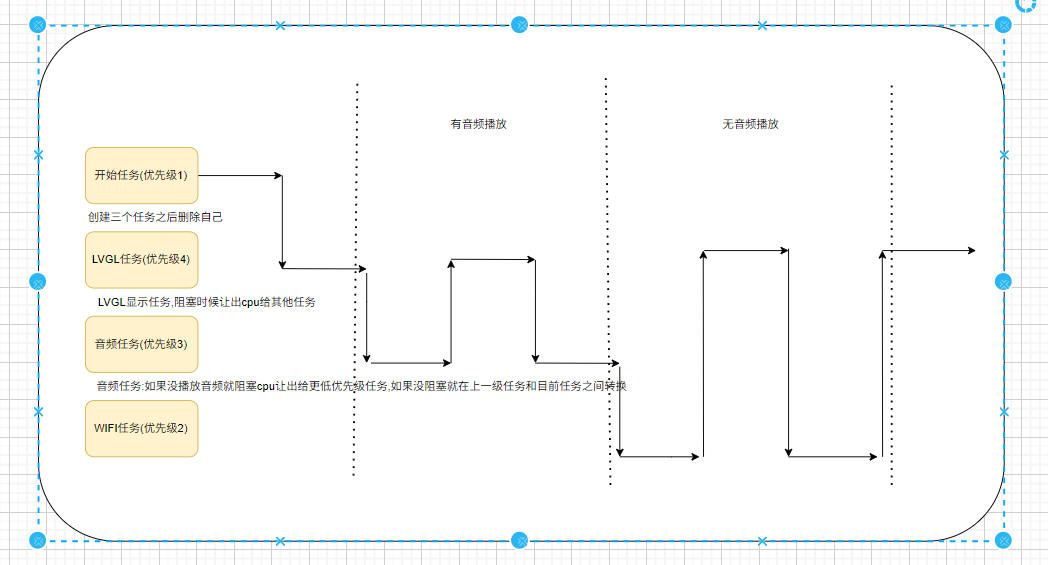 有音频播放
无音频播放
开始任务(优先级1)
创建三个任务之后删除自己
LVGL任务(优先级4)
LVGL显示任务,阻塞时候让出cpu给其他任务
音频任务(优先级3)
音频任务:如果没播放音频就阻塞cpu让出给更低优先级任务,如果没阻塞就在上一级任务和目前任务之间转换
WIFI任务(优先级2)